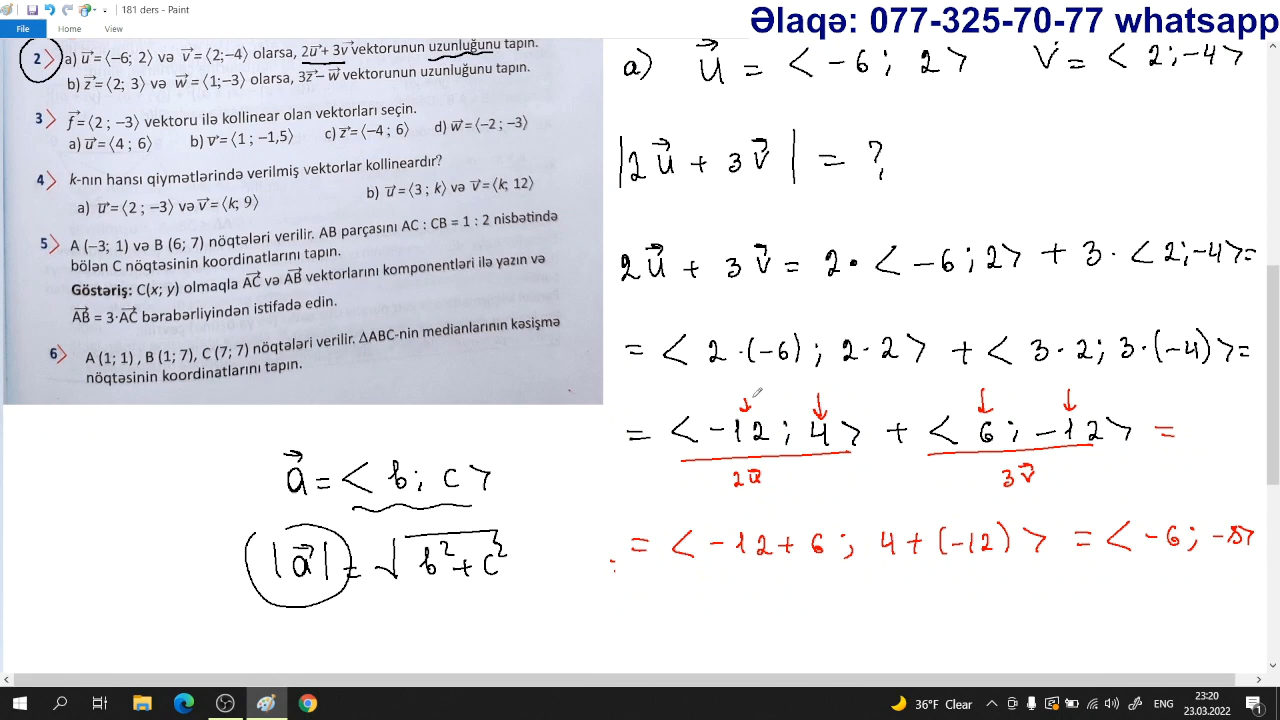 181 ders - Paint
Əlaqə: 077-325-70-77 whatsapp
File Home View
2 a) u⃗ = ⟨−6; 2⟩ və v⃗ = ⟨2;−4⟩ olarsa, 2u⃗ + 3v⃗ vektorunun uzunluğunu tapın.
b) z⃗ = ⟨2; 3⟩ və w⃗ = ⟨1;−3⟩ olarsa, 3z⃗ − w⃗ vektorunun uzunluğunu tapın.
3 f⃗ = ⟨2 ; −3⟩ vektoru ilə kollinear olan vektorları seçin.
a) u⃗ = ⟨4 ; 6⟩ b) v⃗ = ⟨1 ; −1,5⟩ c) z⃗ = ⟨−4 ; 6⟩ d) w⃗ = ⟨−2 ; −3⟩
4 k-nın hansı qiymətlərində verilmiş vektorlar kollineardır?
a) u⃗ = ⟨2 ; −3⟩ və v⃗ = ⟨k; 9⟩ b) u⃗ = ⟨3 ; k⟩ və v⃗ = ⟨k; 12⟩
5 A (−3; 1) və B (6; 7) nöqtələri verilir. AB parçasını AC : CB = 1 : 2 nisbətində
bölən C nöqtəsinin koordinatlarını tapın.
Göstəriş: C(x; y) olmaqla AC⃗ və AB⃗ vektorlarını komponentləri ilə yazın və
AB⃗ = 3·AC⃗ bərabərliyindən istifadə edin.
6 A (1; 1) , B (1; 7), C (7; 7) nöqtələri verilir. ΔABC-nin medianlarının kəsişmə
nöqtəsinin koordinatlarını tapın.
a) u⃗ = < −6 ; 2 > v⃗ = < 2 ; −4 >
|2u⃗ + 3v⃗| = ?
2u⃗ + 3v⃗ = 2 · < −6 ; 2 > + 3 · < 2 ; −4 > =
= < 2 · (−6) ; 2 · 2 > + < 3 · 2 ; 3 · (−4) > =
= < −12 ; 4 > + < 6 ; −12 > =
2u⃗ 3v⃗
= < −12 + 6 ; 4 + (−12) > = < −6 ; −8 >
a⃗ = < b ; c >
|a⃗| = √b² + c²
36°F Clear ENG 23:20
23.03.2022
1